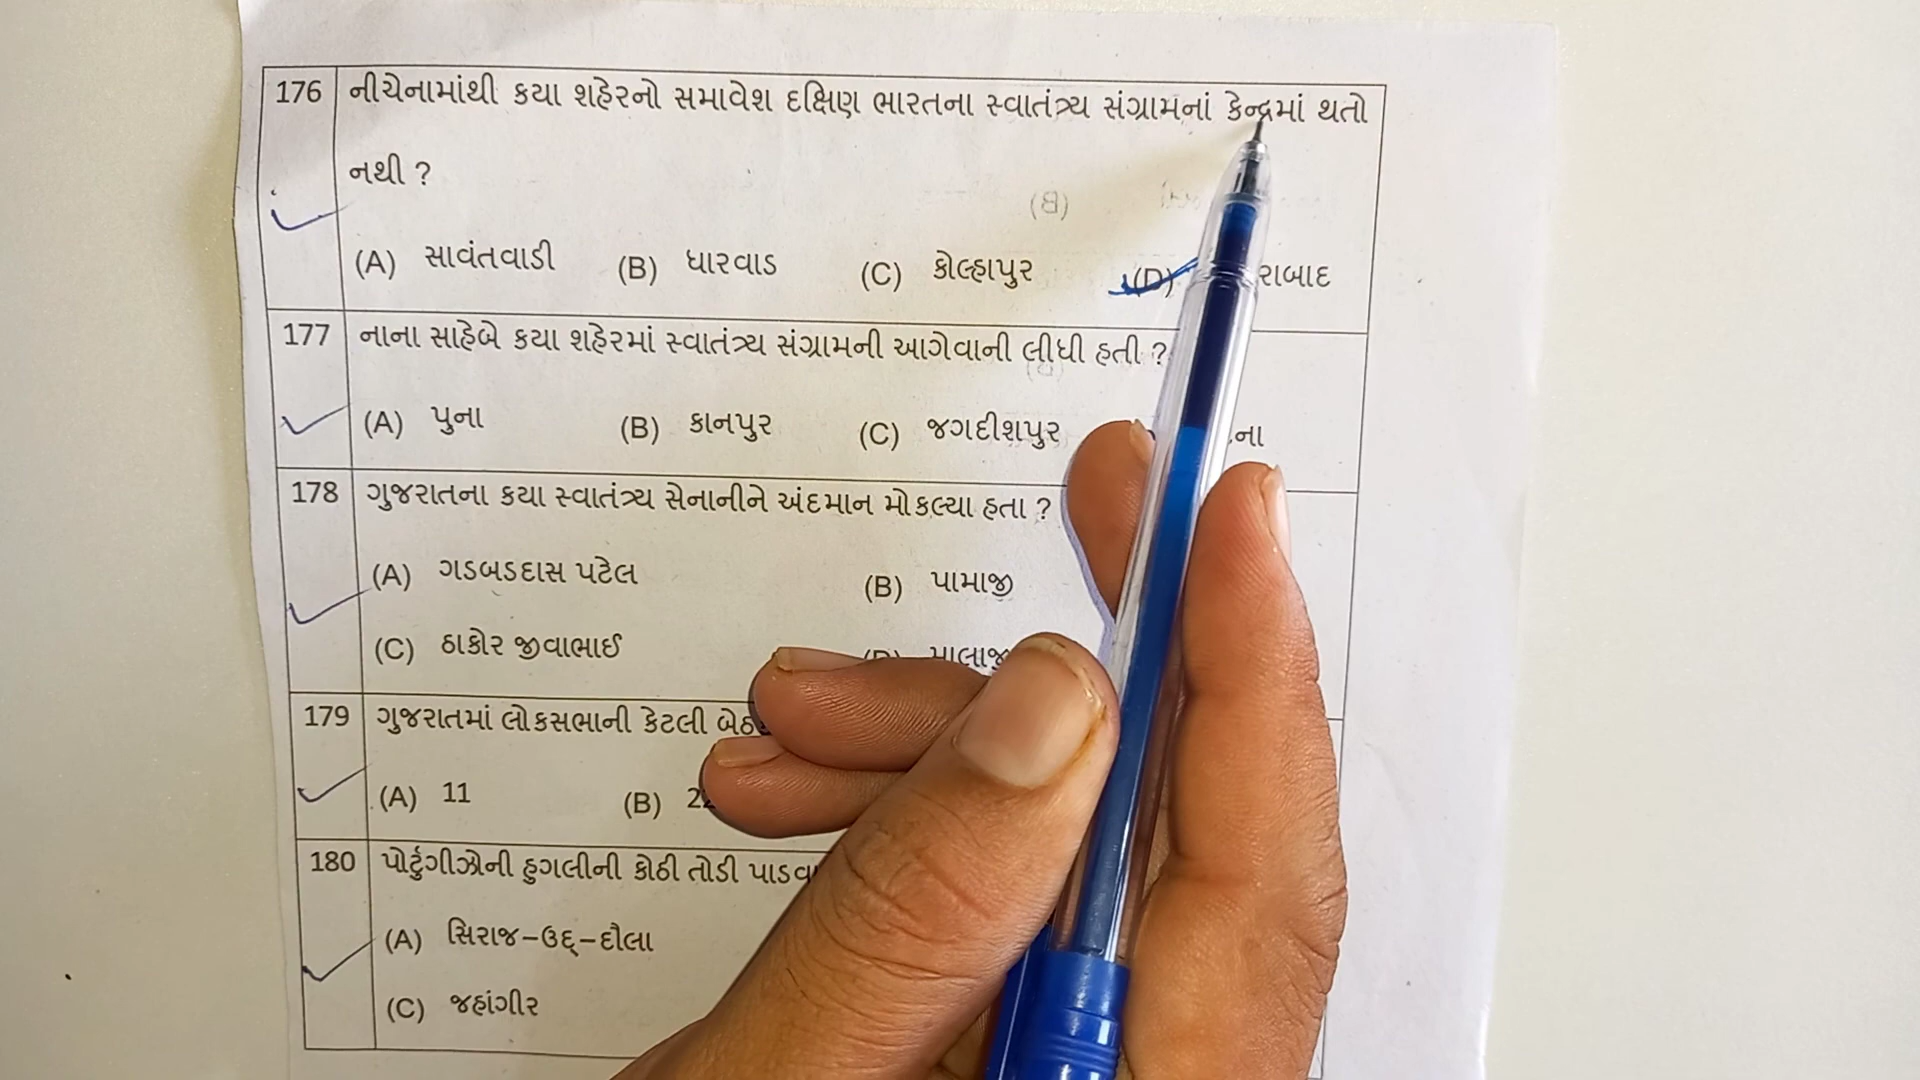 176 નીચેનામાંથી કયા શહેરનો સમાવેશ દક્ષિણ ભારતના સ્વાતંત્ર્ય સંગ્રામનાં કેન્દ્રમાં થતો
નથી ?
(A) સાવંતવાડી (B) ધારવાડ (C) કોલ્હાપુર (D)
177 નાના સાહેબે કયા શહેરમાં સ્વાતંત્ર્ય સંગ્રામની આગેવાની લીધી હતી ?
(A) પુના (B) કાનપુર (C) જગદીશપુર
178 ગુજરાતના કયા સ્વાતંત્ર્ય સેનાનીને અંદમાન મોકલ્યા હતા ?
(A) ગડબડદાસ પટેલ (B) પામાજી
(C) ઠાકોર જીવાભાઈ
179 ગુજરાતમાં લોકસભાની કેટલી
(A) 11 (B)
180 પોર્ટુગીઝોની હુગલીની કોઠી તોડી
(A) સિરાજ–ઉદ્–દૌલા
(C) જહાંગીર